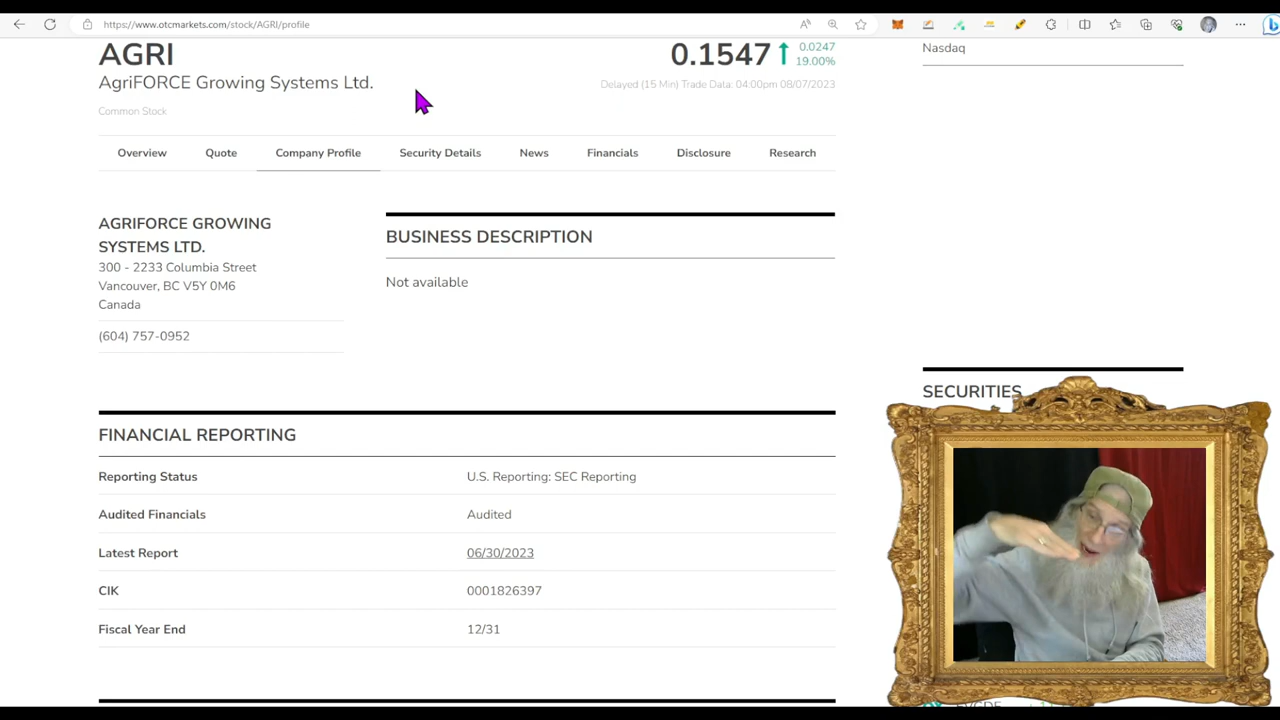 https://www.otcmarkets.com/stock/AGRI/profile
AGRI
AgriFORCE Growing Systems Ltd.
Common Stock
0.1547
0.0247
19.00%
Delayed (15 Min) Trade Data: 04:00pm 08/07/2023
Nasdaq
Overview Quote Company Profile Security Details News Financials Disclosure Research
AGRIFORCE GROWING
SYSTEMS LTD.
300 - 2233 Columbia Street
Vancouver, BC V5Y 0M6
Canada
(604) 757-0952
BUSINESS DESCRIPTION
Not available
SECURITIES
FINANCIAL REPORTING
Reporting Status U.S. Reporting: SEC Reporting
Audited Financials Audited
Latest Report 06/30/2023
CIK 0001826397
Fiscal Year End 12/31